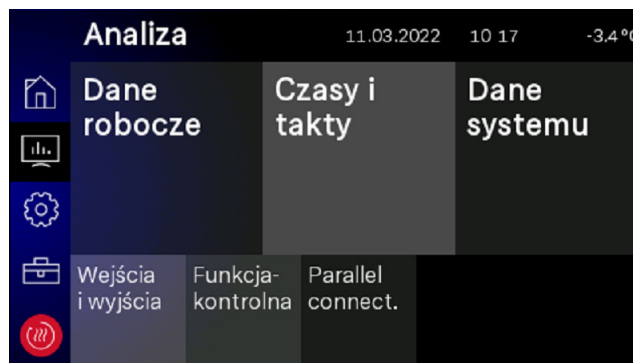 Analiza 11.03.2022 10 17 -3.4 °C
Dane
robocze
Czasy i
takty
Dane
systemu
Wejścia
i wyjścia
Funkcja-
kontrolna
Parallel
connect.